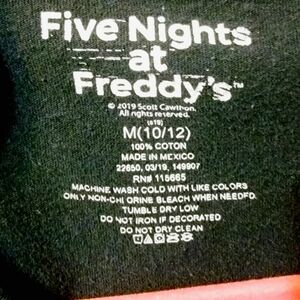 Five Nights
at
Freddy's™
© 2019 Scott Cawthon.
All rights reserved.
(s19)
M(10/12)
100% COTON
MADE IN MEXICO
22650, 03/19, 149907
RN# 115665
MACHINE WASH COLD WITH LIKE COLORS
ONLY NON-CHLORINE BLEACH WHEN NEEDED.
TUMBLE DRY LOW
DO NOT IRON IF DECORATED
DO NOT DRY CLEAN